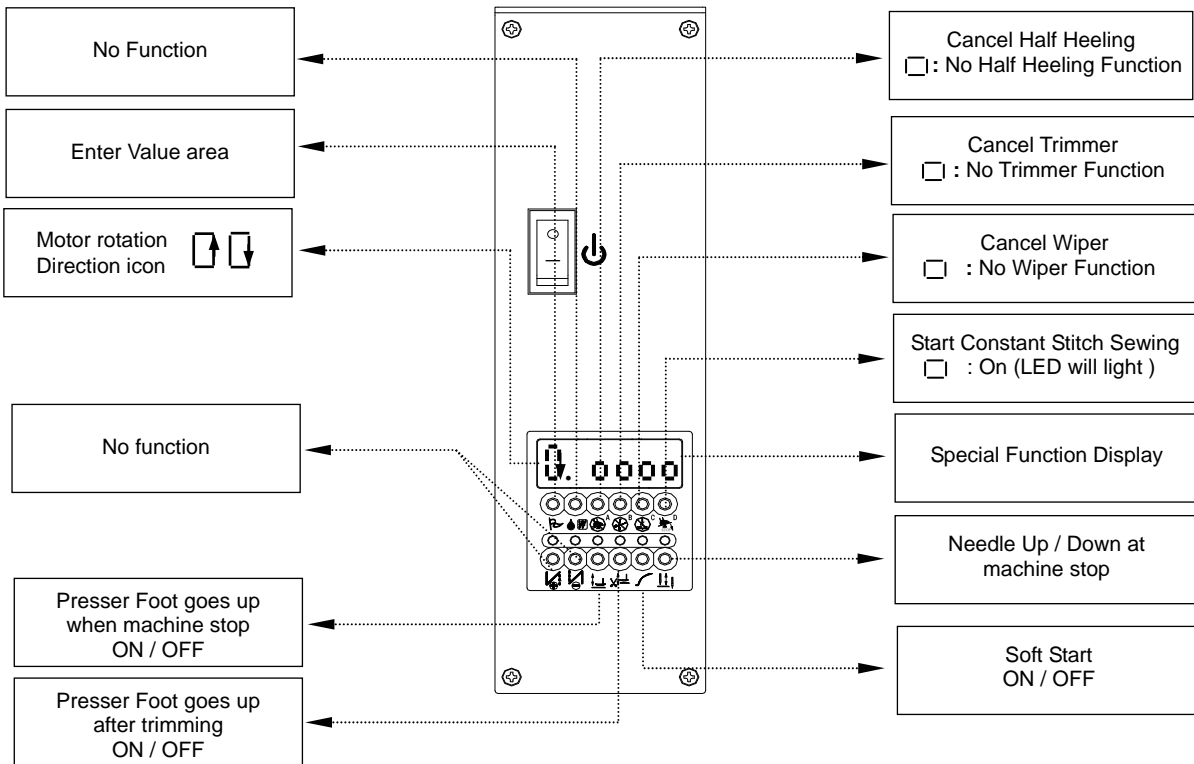 No Function
Enter Value area
Motor rotation
Direction icon
No function
Presser Foot goes up
when machine stop
ON / OFF
Presser Foot goes up
after trimming
ON / OFF
A B C D
Cancel Half Heeling
: No Half Heeling Function
Cancel Trimmer
: No Trimmer Function
Cancel Wiper
: No Wiper Function
Start Constant Stitch Sewing
: On (LED will light )
Special Function Display
Needle Up / Down at
machine stop
Soft Start
ON / OFF